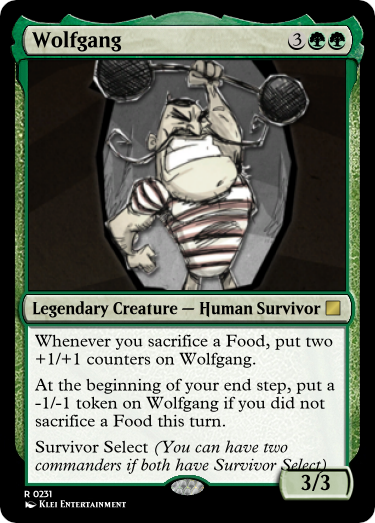 Wolfgang 3
Legendary Creature — Human Survivor
Whenever you sacrifice a Food, put two
+1/+1 counters on Wolfgang.
At the beginning of your end step, put a
-1/-1 token on Wolfgang if you did not
sacrifice a Food this turn.
Survivor Select (You can have two
commanders if both have Survivor Select)
3/3
R 0231
KLEI ENTERTAINMENT